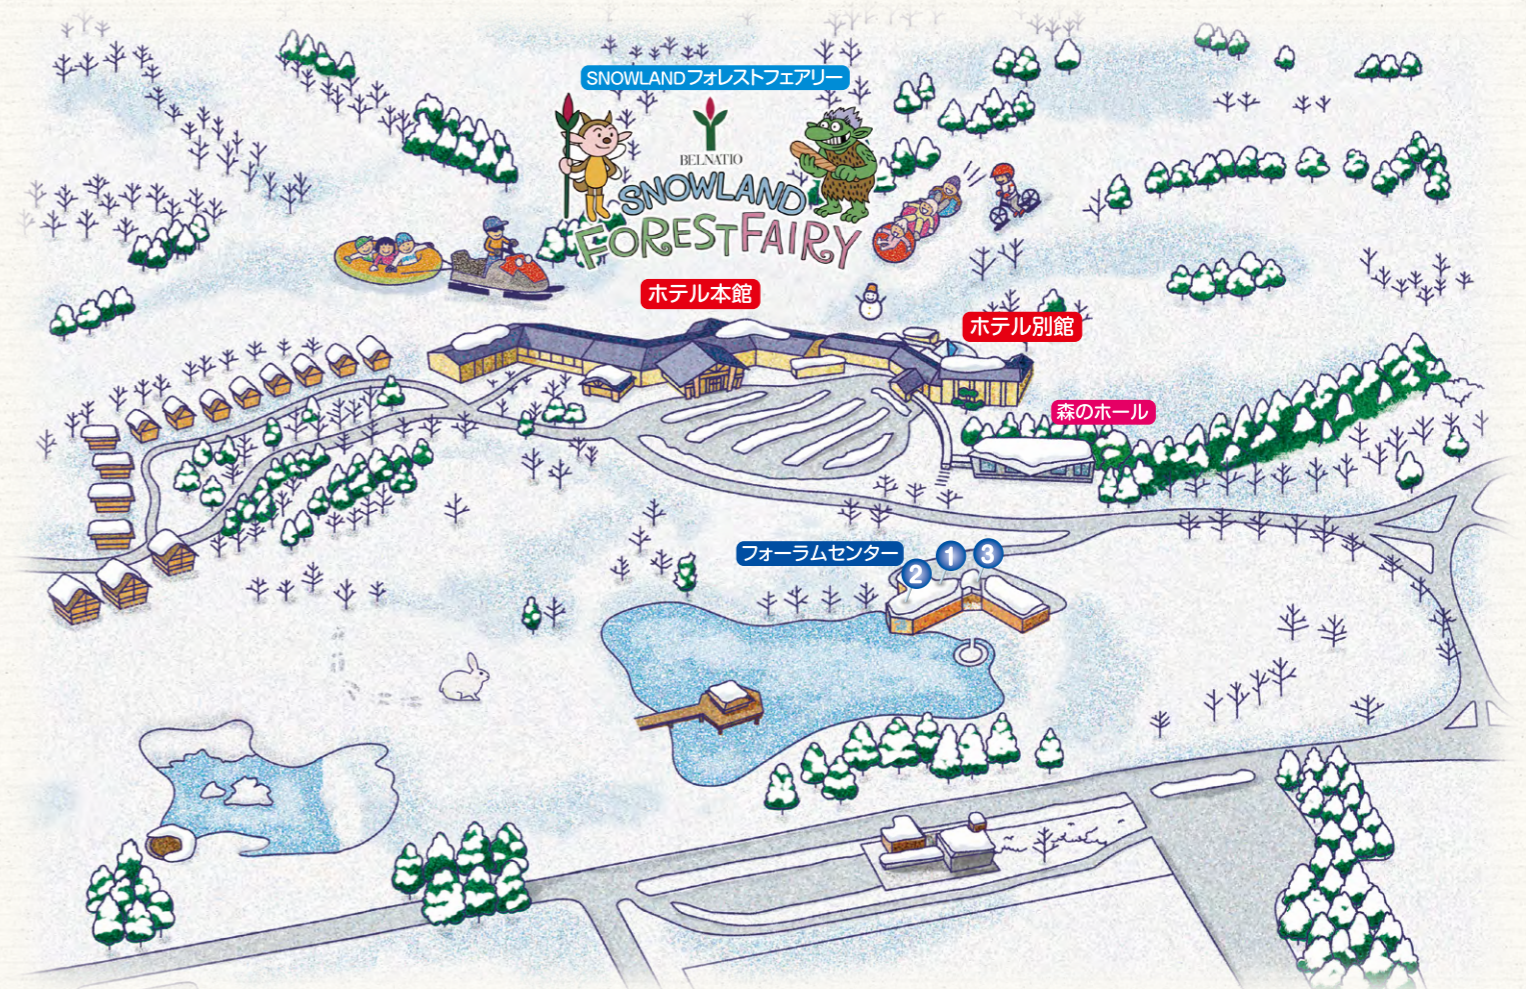 SNOWLANDフォレストフェアリー
BELNATIO
SNOWLAND
FORESTFAIRY
ホテル本館
ホテル別館
森のホール
フォーラムセンター
2
1
3